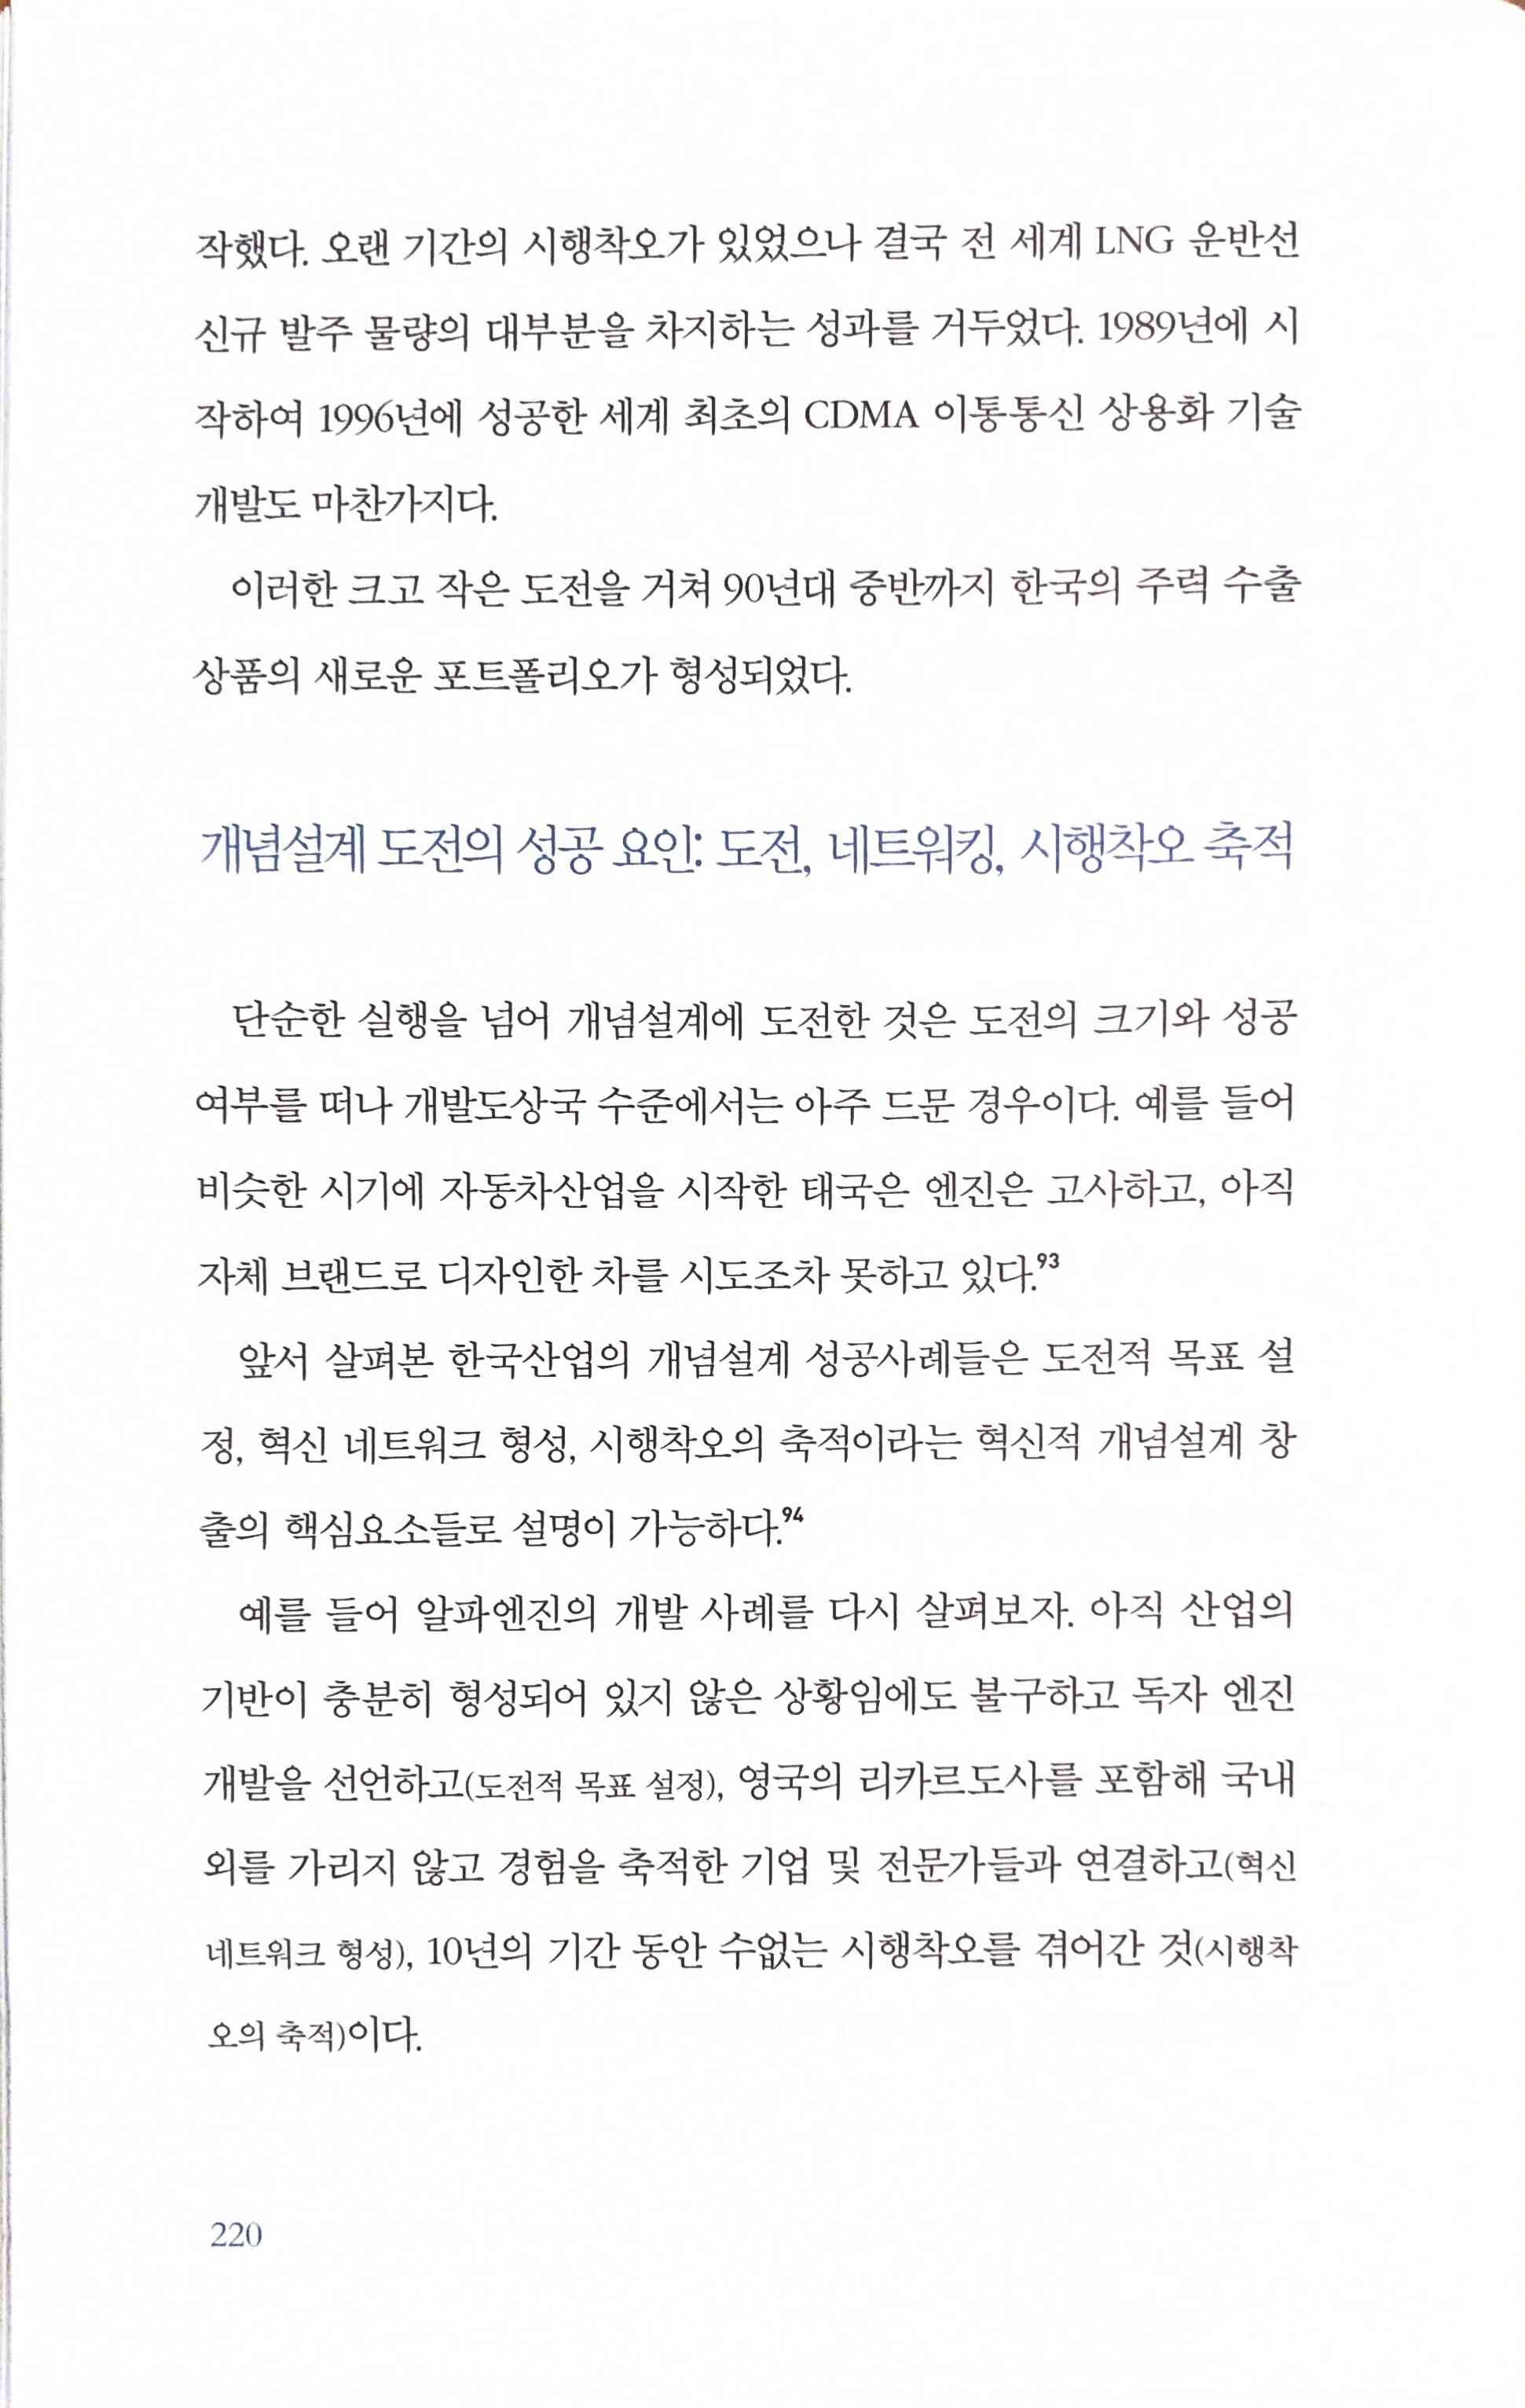 작했다. 오랜 기간의 시행착오가 있었으나 결국 전 세계 LNG 운반선
신규 발주 물량의 대부분을 차지하는 성과를 거두었다. 1989년에 시
작하여 1996년에 성공한 세계 최초의 CDMA 이통통신 상용화 기술
개발도 마찬가지다.
이러한 크고 작은 도전을 거쳐 90년대 중반까지 한국의 주력 수출
상품의 새로운 포트폴리오가 형성되었다.
개념설계 도전의 성공 요인: 도전, 네트워킹, 시행착오 축적
단순한 실행을 넘어 개념설계에 도전한 것은 도전의 크기와 성공
여부를 떠나 개발도상국 수준에서는 아주 드문 경우이다. 예를 들어
비슷한 시기에 자동차산업을 시작한 태국은 엔진은 고사하고, 아직
자체 브랜드로 디자인한 차를 시도조차 못하고 있다.93
앞서 살펴본 한국산업의 개념설계 성공사례들은 도전적 목표 설
정, 혁신 네트워크 형성, 시행착오의 축적이라는 혁신적 개념설계 창
출의 핵심요소들로 설명이 가능하다.94
예를 들어 알파엔진의 개발 사례를 다시 살펴보자. 아직 산업의
기반이 충분히 형성되어 있지 않은 상황임에도 불구하고 독자 엔진
개발을 선언하고(도전적 목표 설정), 영국의 리카르도사를 포함해 국내
외를 가리지 않고 경험을 축적한 기업 및 전문가들과 연결하고(혁신
네트워크 형성), 10년의 기간 동안 수없는 시행착오를 겪어간 것(시행착
오의 축적)이다.
220